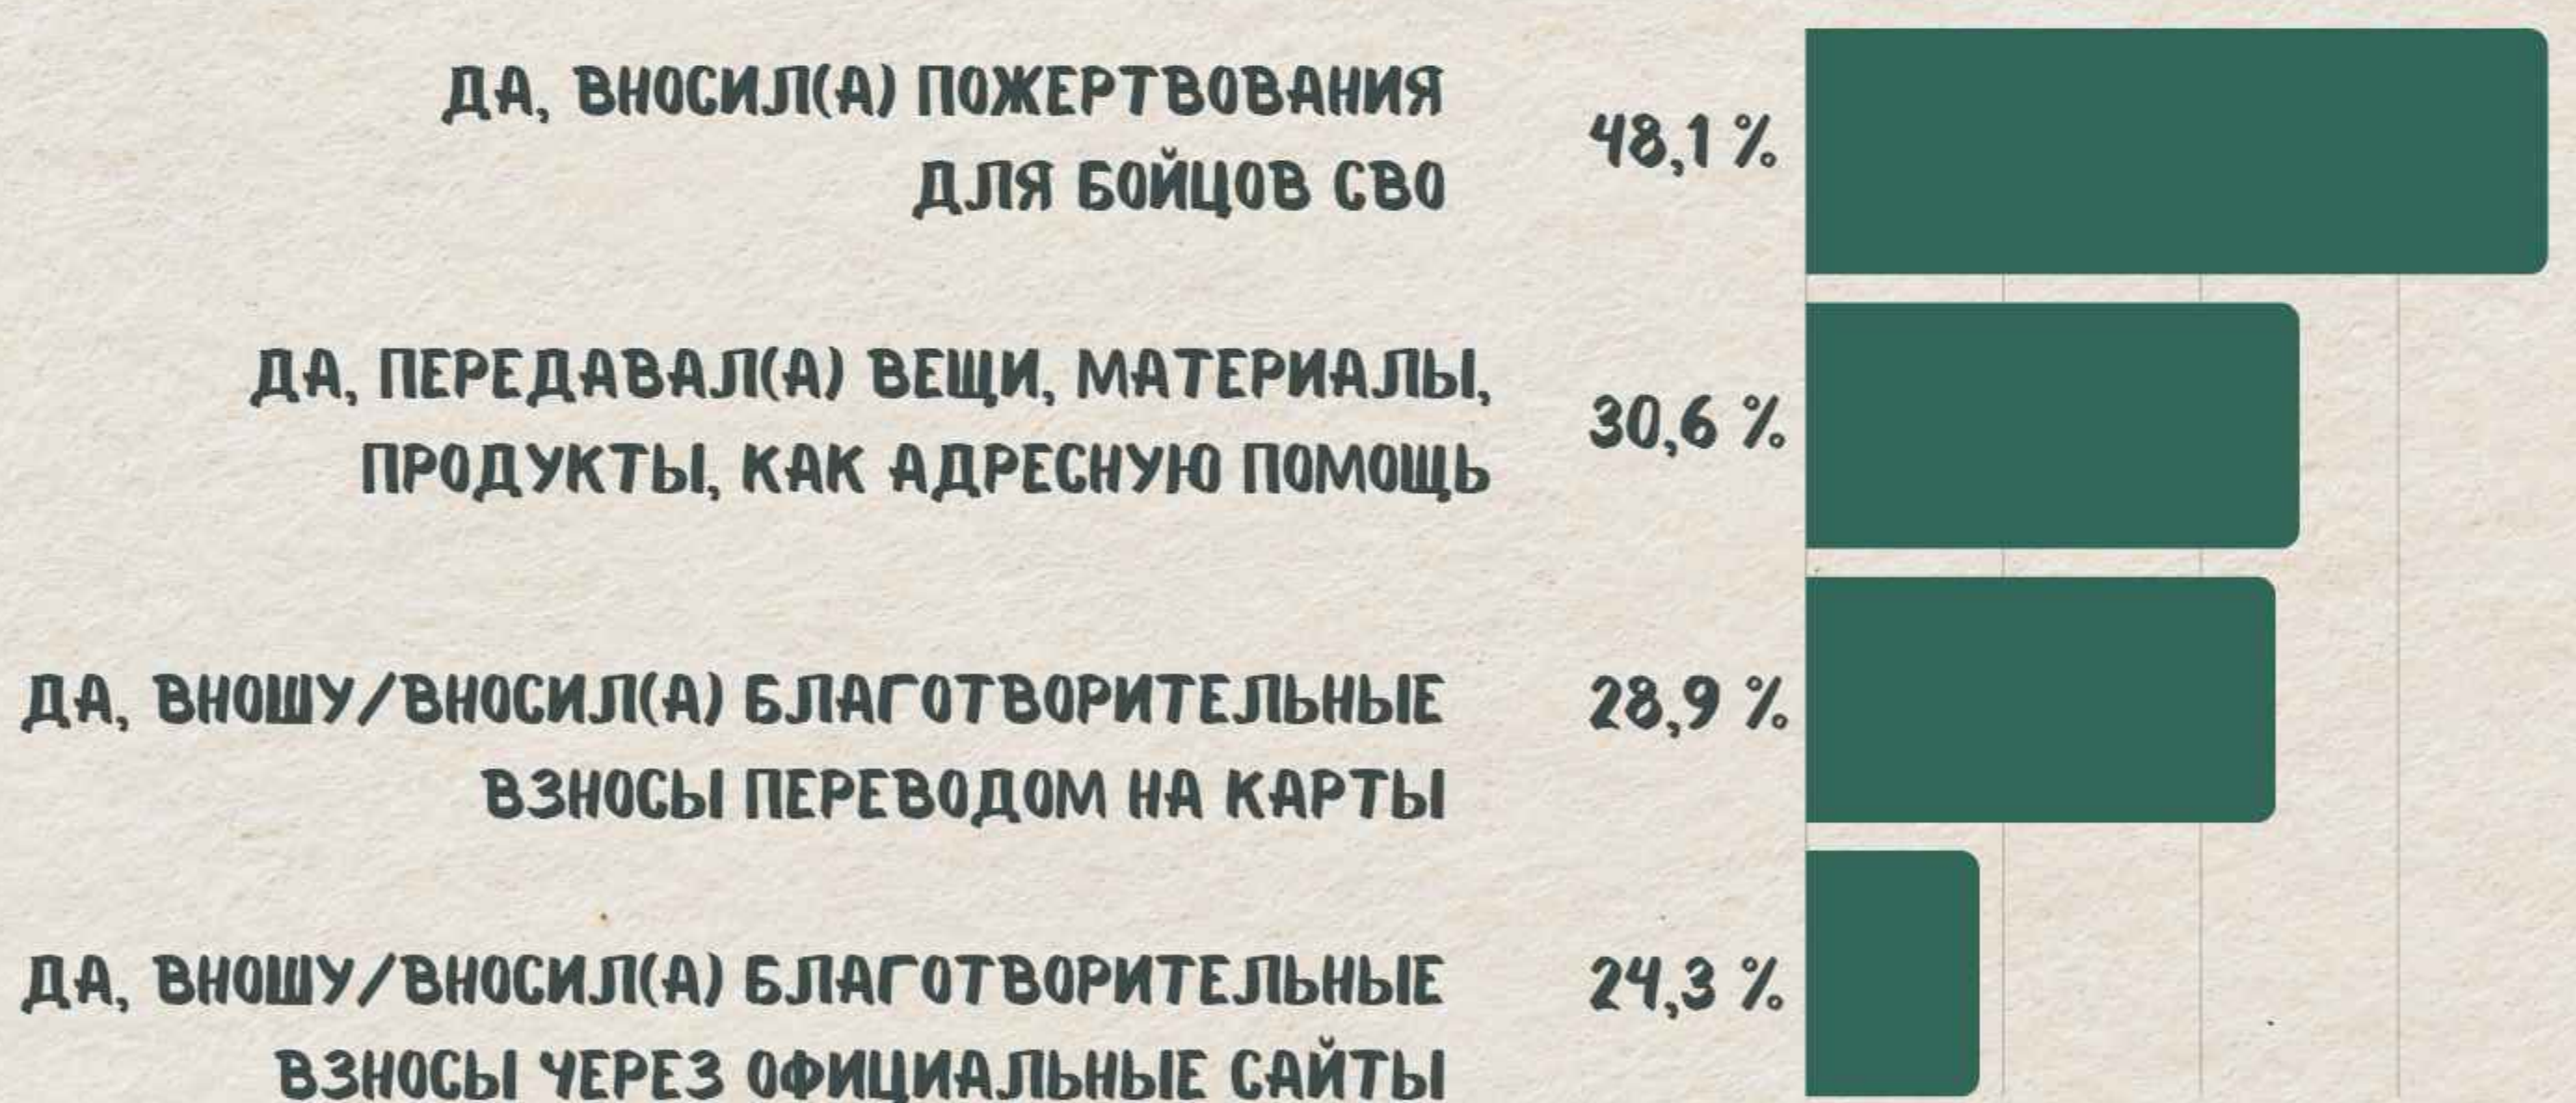 ДА, ВНОСИЛ(А) ПОЖЕРТВОВАНИЯ
ДЛЯ БОЙЦОВ СВО
48,1 %
ДА, ПЕРЕДАВАЛ(А) ВЕЩИ, МАТЕРИАЛЫ,
ПРОДУКТЫ, КАК АДРЕСНУЮ ПОМОЩЬ
30,6 %
ДА, ВНОШУ/ВНОСИЛ(А) БЛАГОТВОРИТЕЛЬНЫЕ
ВЗНОСЫ ПЕРЕВОДОМ НА КАРТЫ
28,9 %
ДА, ВНОШУ/ВНОСИЛ(А) БЛАГОТВОРИТЕЛЬНЫЕ
ВЗНОСЫ ЧЕРЕЗ ОФИЦИАЛЬНЫЕ САЙТЫ
24,3 %